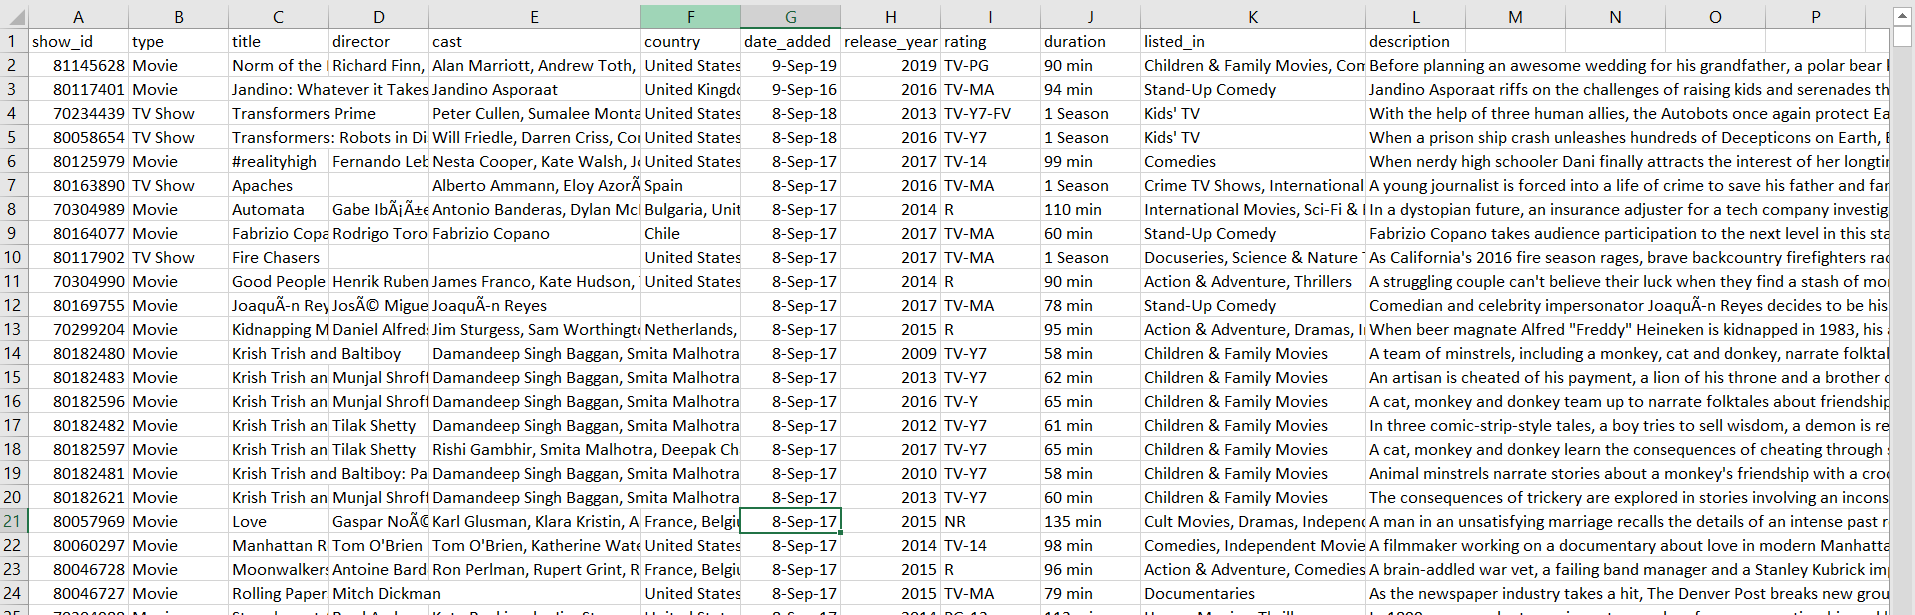 A B C D E F G H I J K L M N O P
1 show_id type title director cast country date_added release_year rating duration listed_in description
2 81145628 Movie Norm of the Richard Finn, Alan Marriott, Andrew Toth, United States 9-Sep-19 2019 TV-PG 90 min Children & Family Movies, Com Before planning an awesome wedding for his grandfather, a polar bear
3 80117401 Movie Jandino: Whatever it Takes Jandino Asporaat United Kingdo 9-Sep-16 2016 TV-MA 94 min Stand-Up Comedy Jandino Asporaat riffs on the challenges of raising kids and serenades th
4 70234439 TV Show Transformers Prime Peter Cullen, Sumalee Monta United States 8-Sep-18 2013 TV-Y7-FV 1 Season Kids' TV With the help of three human allies, the Autobots once again protect Ea
5 80058654 TV Show Transformers: Robots in Di Will Friedle, Darren Criss, Co United States 8-Sep-18 2016 TV-Y7 1 Season Kids' TV When a prison ship crash unleashes hundreds of Decepticons on Earth,
6 80125979 Movie #realityhigh Fernando Leb Nesta Cooper, Kate Walsh, Jo United States 8-Sep-17 2017 TV-14 99 min Comedies When nerdy high schooler Dani finally attracts the interest of her longtin
7 80163890 TV Show Apaches Alberto Ammann, Eloy AzorÃ Spain 8-Sep-17 2016 TV-MA 1 Season Crime TV Shows, International A young journalist is forced into a life of crime to save his father and far
8 70304989 Movie Automata Gabe IbÃ¡Ã±e Antonio Banderas, Dylan Mc Bulgaria, Unit 8-Sep-17 2014 R 110 min International Movies, Sci-Fi & In a dystopian future, an insurance adjuster for a tech company investig
9 80164077 Movie Fabrizio Copa Rodrigo Toro Fabrizio Copano Chile 8-Sep-17 2017 TV-MA 60 min Stand-Up Comedy Fabrizio Copano takes audience participation to the next level in this sta
10 80117902 TV Show Fire Chasers United States 8-Sep-17 2017 TV-MA 1 Season Docuseries, Science & Nature As California's 2016 fire season rages, brave backcountry firefighters rac
11 70304990 Movie Good People Henrik Ruben James Franco, Kate Hudson, United States 8-Sep-17 2014 R 90 min Action & Adventure, Thrillers A struggling couple can't believe their luck when they find a stash of mo
12 80169755 Movie JoaquÃ-n Rey JosÃ© Migue JoaquÃ-n Reyes 8-Sep-17 2017 TV-MA 78 min Stand-Up Comedy Comedian and celebrity impersonator JoaquÃ-n Reyes decides to be his
13 70299204 Movie Kidnapping M Daniel Alfreds Jim Sturgess, Sam Worthingto Netherlands, 8-Sep-17 2015 R 95 min Action & Adventure, Dramas, I When beer magnate Alfred "Freddy" Heineken is kidnapped in 1983, his
14 80182480 Movie Krish Trish and Baltiboy Damandeep Singh Baggan, Smita Malhotra 8-Sep-17 2009 TV-Y7 58 min Children & Family Movies A team of minstrels, including a monkey, cat and donkey, narrate folktal
15 80182483 Movie Krish Trish an Munjal Shroff Damandeep Singh Baggan, Smita Malhotra 8-Sep-17 2013 TV-Y7 62 min Children & Family Movies An artisan is cheated of his payment, a lion of his throne and a brother
16 80182596 Movie Krish Trish an Munjal Shroff Damandeep Singh Baggan, Smita Malhotra 8-Sep-17 2016 TV-Y 65 min Children & Family Movies A cat, monkey and donkey team up to narrate folktales about friendship
17 80182482 Movie Krish Trish an Tilak Shetty Damandeep Singh Baggan, Smita Malhotra 8-Sep-17 2012 TV-Y7 61 min Children & Family Movies In three comic-strip-style tales, a boy tries to sell wisdom, a demon is re
18 80182597 Movie Krish Trish an Tilak Shetty Rishi Gambhir, Smita Malhotra, Deepak Ch 8-Sep-17 2017 TV-Y7 65 min Children & Family Movies A cat, monkey and donkey learn the consequences of cheating through
19 80182481 Movie Krish Trish and Baltiboy: Pa Damandeep Singh Baggan, Smita Malhotra 8-Sep-17 2010 TV-Y7 58 min Children & Family Movies Animal minstrels narrate stories about a monkey's friendship with a croc
20 80182621 Movie Krish Trish an Munjal Shroff Damandeep Singh Baggan, Smita Malhotra 8-Sep-17 2013 TV-Y7 60 min Children & Family Movies The consequences of trickery are explored in stories involving an incons
21 80057969 Movie Love Gaspar NoÃ© Karl Glusman, Klara Kristin, A France, Belgiu 8-Sep-17 2015 NR 135 min Cult Movies, Dramas, Independ A man in an unsatisfying marriage recalls the details of an intense past r
22 80060297 Movie Manhattan R Tom O'Brien Tom O'Brien, Katherine Wate United States 8-Sep-17 2014 TV-14 98 min Comedies, Independent Movie A filmmaker working on a documentary about love in modern Manhatta
23 80046728 Movie Moonwalkers Antoine Bard Ron Perlman, Rupert Grint, R France, Belgiu 8-Sep-17 2015 R 96 min Action & Adventure, Comedies A brain-addled war vet, a failing band manager and a Stanley Kubrick imp
24 80046727 Movie Rolling Paper Mitch Dickman United States 8-Sep-17 2015 TV-MA 79 min Documentaries As the newspaper industry takes a hit, The Denver Post breaks new grou